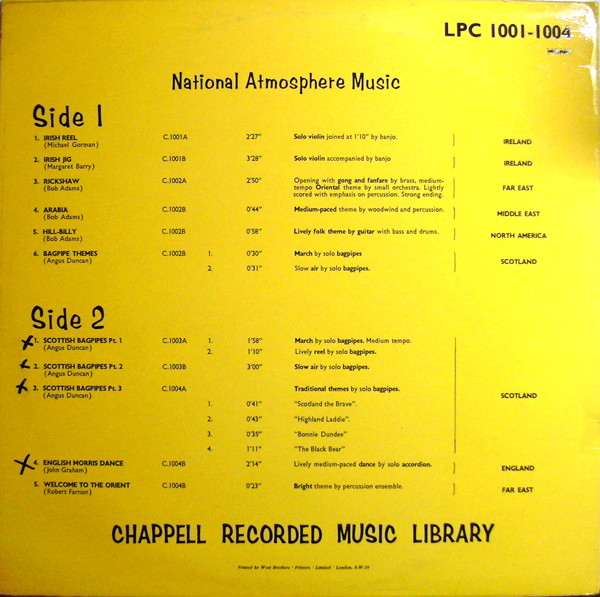 LPC 1001-1004
National Atmosphere Music
Side 1
1. IRISH REEL C.1001A 2'27" Solo violin joined at 1'10" by banjo. IRELAND
(Michael Gorman)
2. IRISH JIG C.1001B 3'28" Solo violin accompanied by banjo IRELAND
(Margaret Barry)
3. RICKSHAW C.1002A 2'50" Opening with gong and fanfare by brass, medium-
(Bob Adams) tempo Oriental theme by small orchestra. Lightly FAR EAST
scored with emphasis on percussion. Strong ending.
4. ARABIA C.1002B 0'44" Medium-paced theme by woodwind and percussion. MIDDLE EAST
(Bob Adams)
5. HILL-BILLY C.1002B 0'58" Lively folk theme by guitar with bass and drums. NORTH AMERICA
(Bob Adams)
6. BAGPIPE THEMES C.1002B 1. 0'30" March by solo bagpipes
(Angus Duncan) SCOTLAND
2. 0'31" Slow air by solo bagpipes.
Side 2
1. SCOTTISH BAGPIPES Pt. 1 C.1003A 1. 1'58" March by solo bagpipes. Medium tempo.
(Angus Duncan) 2. 1'10" Lively reel by solo bagpipes.
2. SCOTTISH BAGPIPES Pt. 2 C.1003B 3'00" Slow air by solo bagpipes.
(Angus Duncan)
3. SCOTTISH BAGPIPES Pt. 3 C.1004A Traditional themes by solo bagpipes.
(Angus Duncan) SCOTLAND
1. 0'41" "Scotland the Brave".
2. 0'43" "Highland Laddie".
3. 0'35" "Bonnie Dundee"
4. 1'11" "The Black Bear"
4. ENGLISH MORRIS DANCE C.1004B 2'14" Lively medium-paced dance by solo accordion. ENGLAND
(John Graham)
5. WELCOME TO THE ORIENT C.1004B 0'23" Bright theme by percussion ensemble. FAR EAST
(Robert Farnon)
CHAPPELL RECORDED MUSIC LIBRARY
Printed by West Brothers · Printers · Limited · London, S.W.19